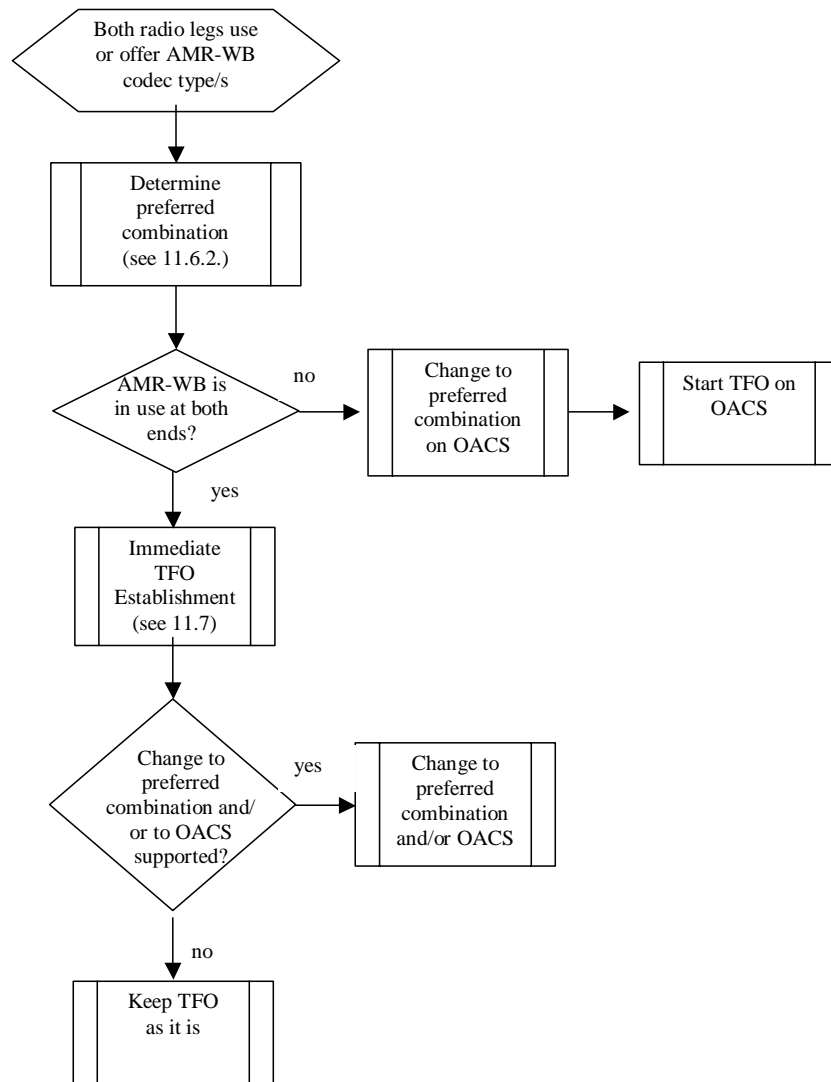 Both radio legs use
or offer AMR-WB
codec type/s
Determine
preferred
combination
(see 11.6.2.)
AMR-WB is
in use at both
ends?
no
Change to
preferred
combination
on OACS
Start TFO on
OACS
yes
Immediate
TFO
Establishment
(see 11.7)
Change to
preferred
combination and/
or to OACS
supported?
yes
Change to
preferred
combination
and/or OACS
no
Keep TFO
as it is